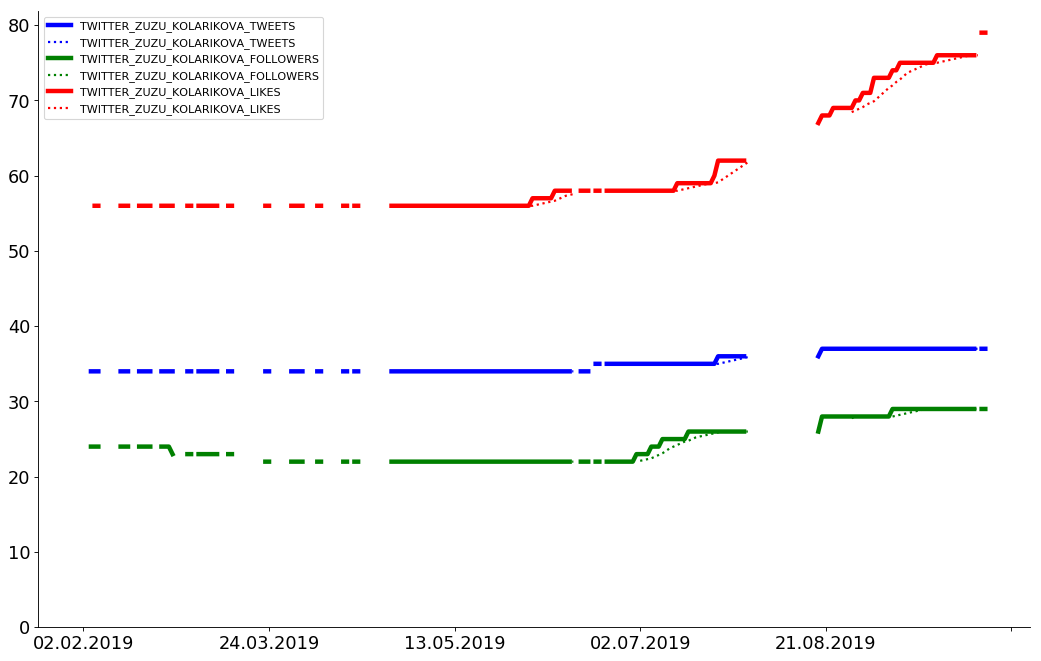 TWITTER_ZUZU_KOLARIKOVA_TWEETS
TWITTER_ZUZU_KOLARIKOVA_TWEETS
TWITTER_ZUZU_KOLARIKOVA_FOLLOWERS
TWITTER_ZUZU_KOLARIKOVA_FOLLOWERS
TWITTER_ZUZU_KOLARIKOVA_LIKES
TWITTER_ZUZU_KOLARIKOVA_LIKES
80
70
60
50
40
30
20
10
0
02.02.2019 24.03.2019 13.05.2019 02.07.2019 21.08.2019